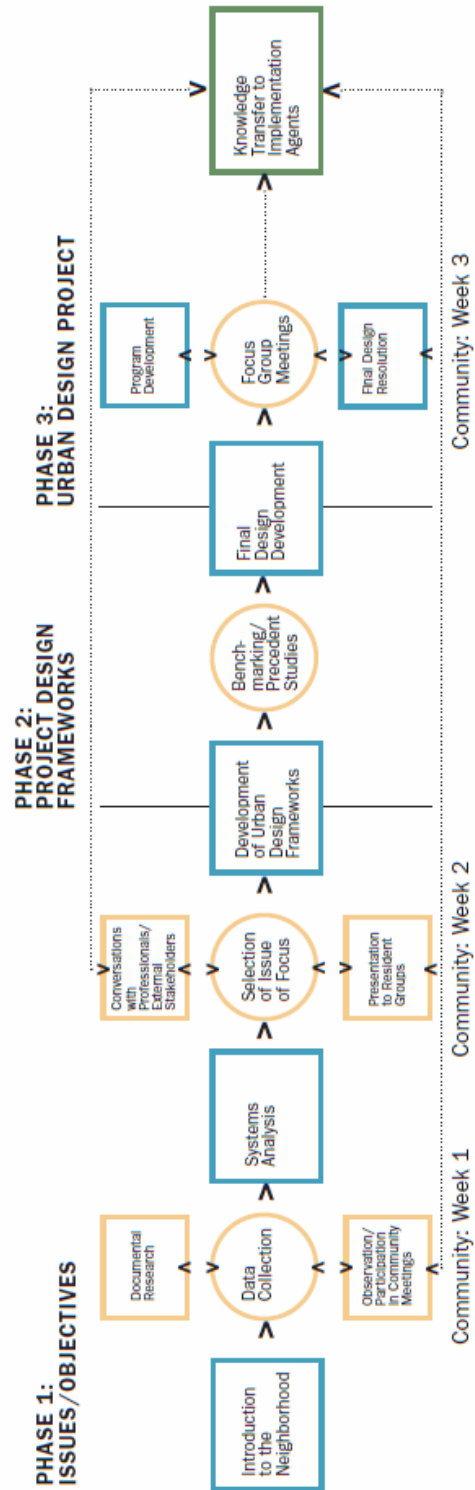 PHASE 1:
ISSUES/OBJECTIVES
PHASE 2:
PROJECT DESIGN
FRAMEWORKS
PHASE 3:
URBAN DESIGN PROJECT
Introduction
to the
Neighborhood
Documental
Research
Data
Collection
Observation/
Participation
in Community
Meetings
Systems
Analysis
Conversations
with
Professionals/
External
Stakeholders
Selection
of Issue
of Focus
Presentation
to Resident
Groups
Development
of Urban
Design
Frameworks
Bench-
marking/
Precedent
Studies
Final
Design
Development
Program
Development
Focus
Group
Meetings
Final Design
Resolution
Knowledge
Transfer to
Implementation
Agents
Community: Week 1
Community: Week 2
Community: Week 3